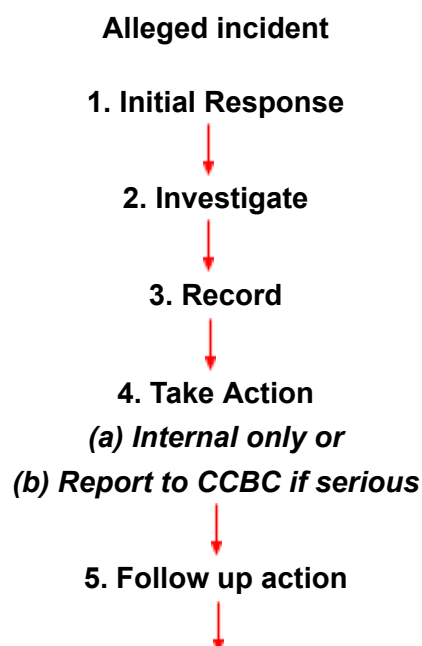 Alleged incident
1. Initial Response
2. Investigate
3. Record
4. Take Action
(a) Internal only or
(b) Report to CCBC if serious
5. Follow up action